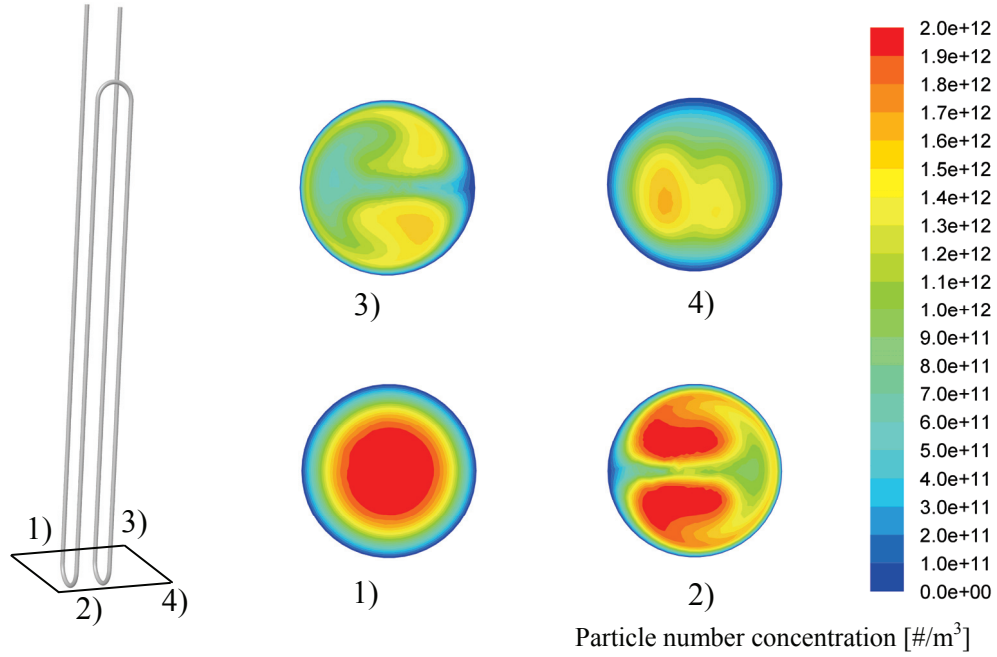 2.0e+12
1.9e+12
1.8e+12
1.7e+12
1.6e+12
1.5e+12
1.4e+12
1.3e+12
1.2e+12
1.1e+12
1.0e+12
9.0e+11
8.0e+11
7.0e+11
6.0e+11
5.0e+11
4.0e+11
3.0e+11
2.0e+11
1.0e+11
0.0e+00
3)
4)
1)
3)
2)
4)
1)
2)
Particle number concentration [#/m³]